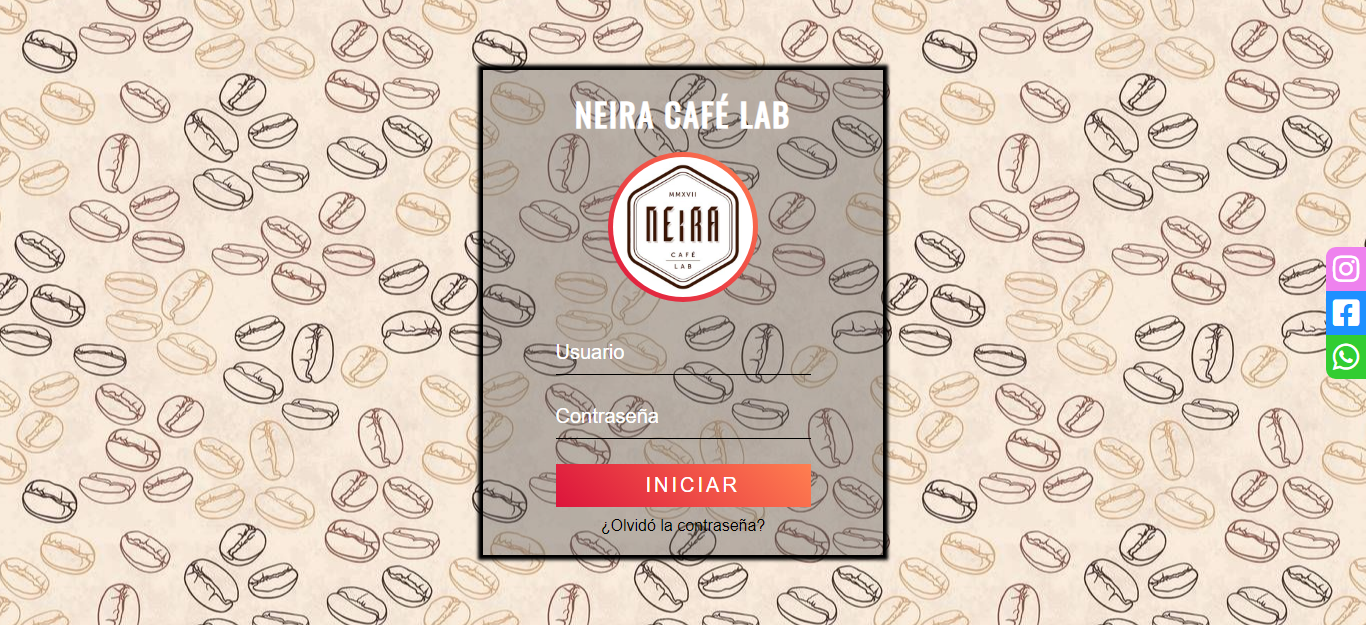 NEIRA CAFÉ LAB
MMXVII
NEIRA
CAFÉ
LAB
Usuario
Contraseña
INICIAR
¿Olvidó la contraseña?